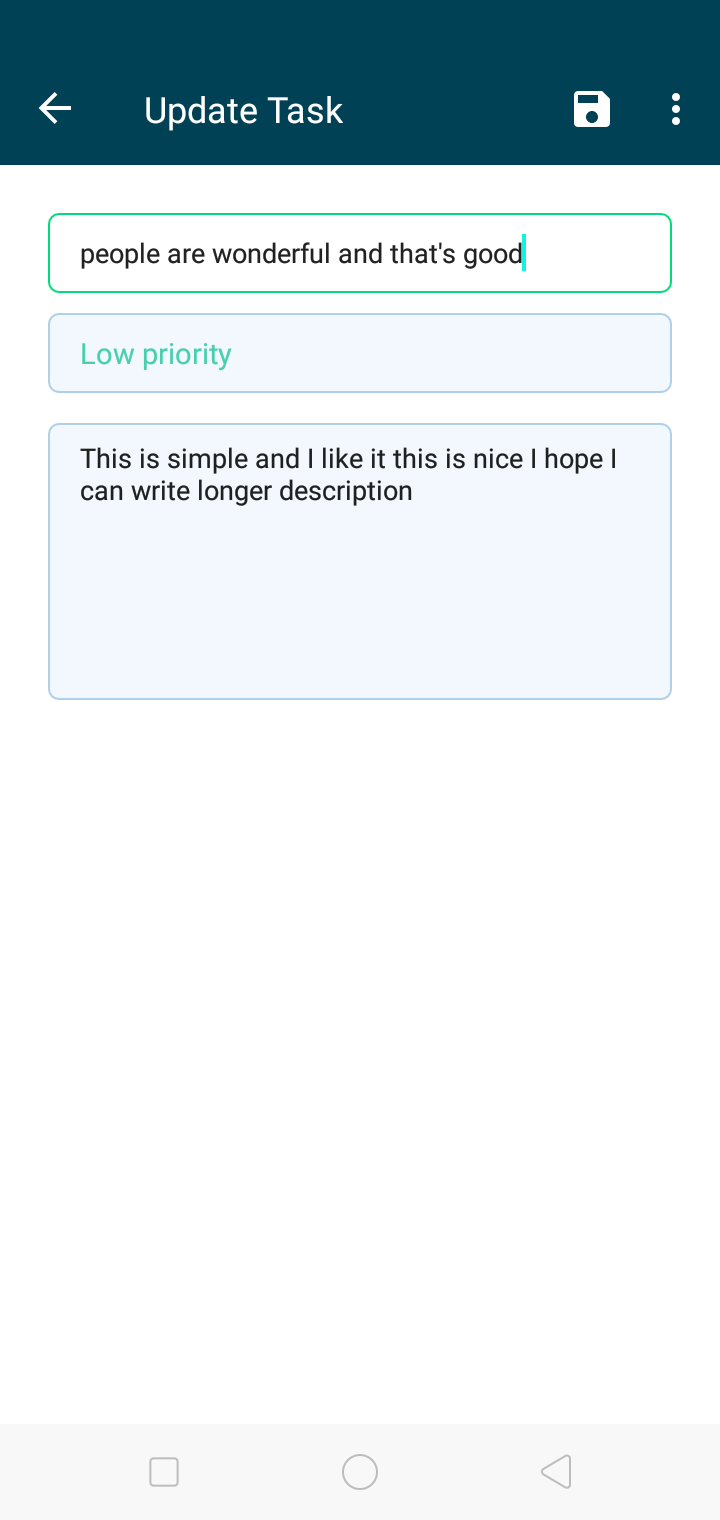 Update Task
people are wonderful and that's good
Low priority
This is simple and I like it this is nice I hope I
can write longer description